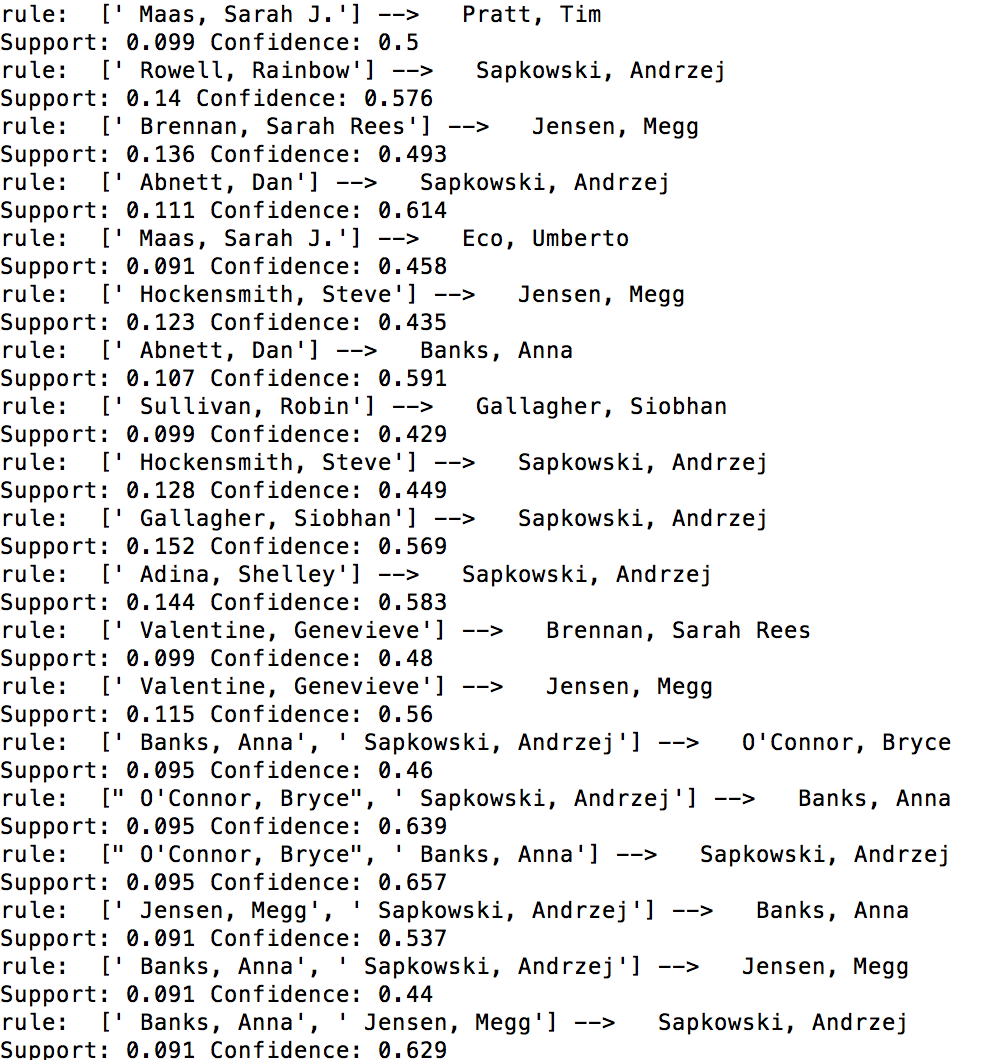 rule:  [' Maas, Sarah J.'] -->   Pratt, Tim
Support: 0.099 Confidence: 0.5
rule:  [' Rowell, Rainbow'] -->   Sapkowski, Andrzej
Support: 0.14 Confidence: 0.576
rule:  [' Brennan, Sarah Rees'] -->   Jensen, Megg
Support: 0.136 Confidence: 0.493
rule:  [' Abnett, Dan'] -->   Sapkowski, Andrzej
Support: 0.111 Confidence: 0.614
rule:  [' Maas, Sarah J.'] -->   Eco, Umberto
Support: 0.091 Confidence: 0.458
rule:  [' Hockensmith, Steve'] -->   Jensen, Megg
Support: 0.123 Confidence: 0.435
rule:  [' Abnett, Dan'] -->   Banks, Anna
Support: 0.107 Confidence: 0.591
rule:  [' Sullivan, Robin'] -->   Gallagher, Siobhan
Support: 0.099 Confidence: 0.429
rule:  [' Hockensmith, Steve'] -->   Sapkowski, Andrzej
Support: 0.128 Confidence: 0.449
rule:  [' Gallagher, Siobhan'] -->   Sapkowski, Andrzej
Support: 0.152 Confidence: 0.569
rule:  [' Adina, Shelley'] -->   Sapkowski, Andrzej
Support: 0.144 Confidence: 0.583
rule:  [' Valentine, Genevieve'] -->   Brennan, Sarah Rees
Support: 0.099 Confidence: 0.48
rule:  [' Valentine, Genevieve'] -->   Jensen, Megg
Support: 0.115 Confidence: 0.56
rule:  [' Banks, Anna', ' Sapkowski, Andrzej'] -->   O'Connor, Bryce
Support: 0.095 Confidence: 0.46
rule:  [" O'Connor, Bryce", ' Sapkowski, Andrzej'] -->   Banks, Anna
Support: 0.095 Confidence: 0.639
rule:  [" O'Connor, Bryce", ' Banks, Anna'] -->   Sapkowski, Andrzej
Support: 0.095 Confidence: 0.657
rule:  [' Jensen, Megg', ' Sapkowski, Andrzej'] -->   Banks, Anna
Support: 0.091 Confidence: 0.537
rule:  [' Banks, Anna', ' Sapkowski, Andrzej'] -->   Jensen, Megg
Support: 0.091 Confidence: 0.44
rule:  [' Banks, Anna', ' Jensen, Megg'] -->   Sapkowski, Andrzej
Support: 0.091 Confidence: 0.629